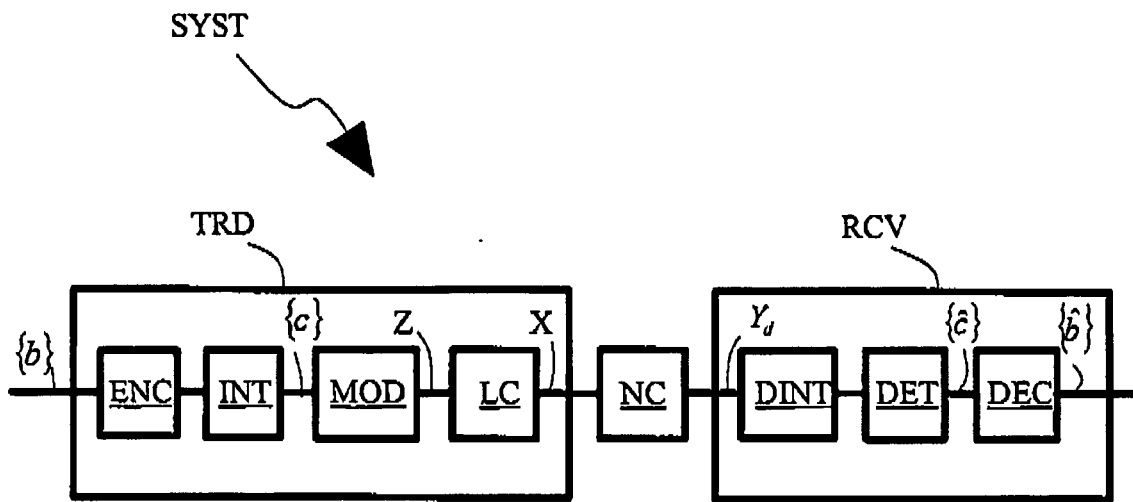 SYST
TRD
RCV
{b} {c} Z X Y_d {ĉ} {b̂}
ENC INT MOD LC NC DINT DET DEC